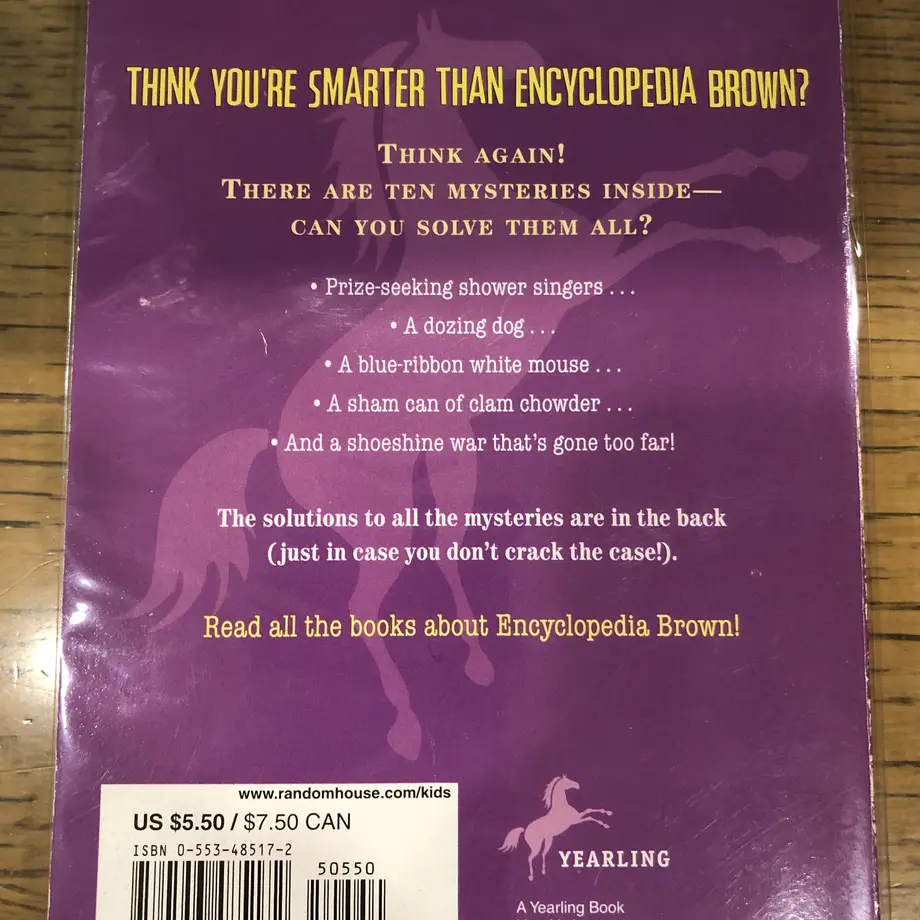 THINK YOU'RE SMARTER THAN ENCYCLOPEDIA BROWN?
THINK AGAIN!
THERE ARE TEN MYSTERIES INSIDE—
CAN YOU SOLVE THEM ALL?
• Prize-seeking shower singers . . .
• A dozing dog . . .
• A blue-ribbon white mouse . . .
• A sham can of clam chowder . . .
• And a shoeshine war that's gone too far!
The solutions to all the mysteries are in the back
(just in case you don't crack the case!).
Read all the books about Encyclopedia Brown!
www.randomhouse.com/kids
US $5.50 / $7.50 CAN
ISBN 0-553-48517-2
50550
YEARLING
A Yearling Book